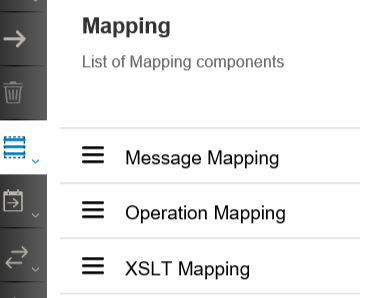 Mapping
List of Mapping components
Message Mapping
Operation Mapping
XSLT Mapping